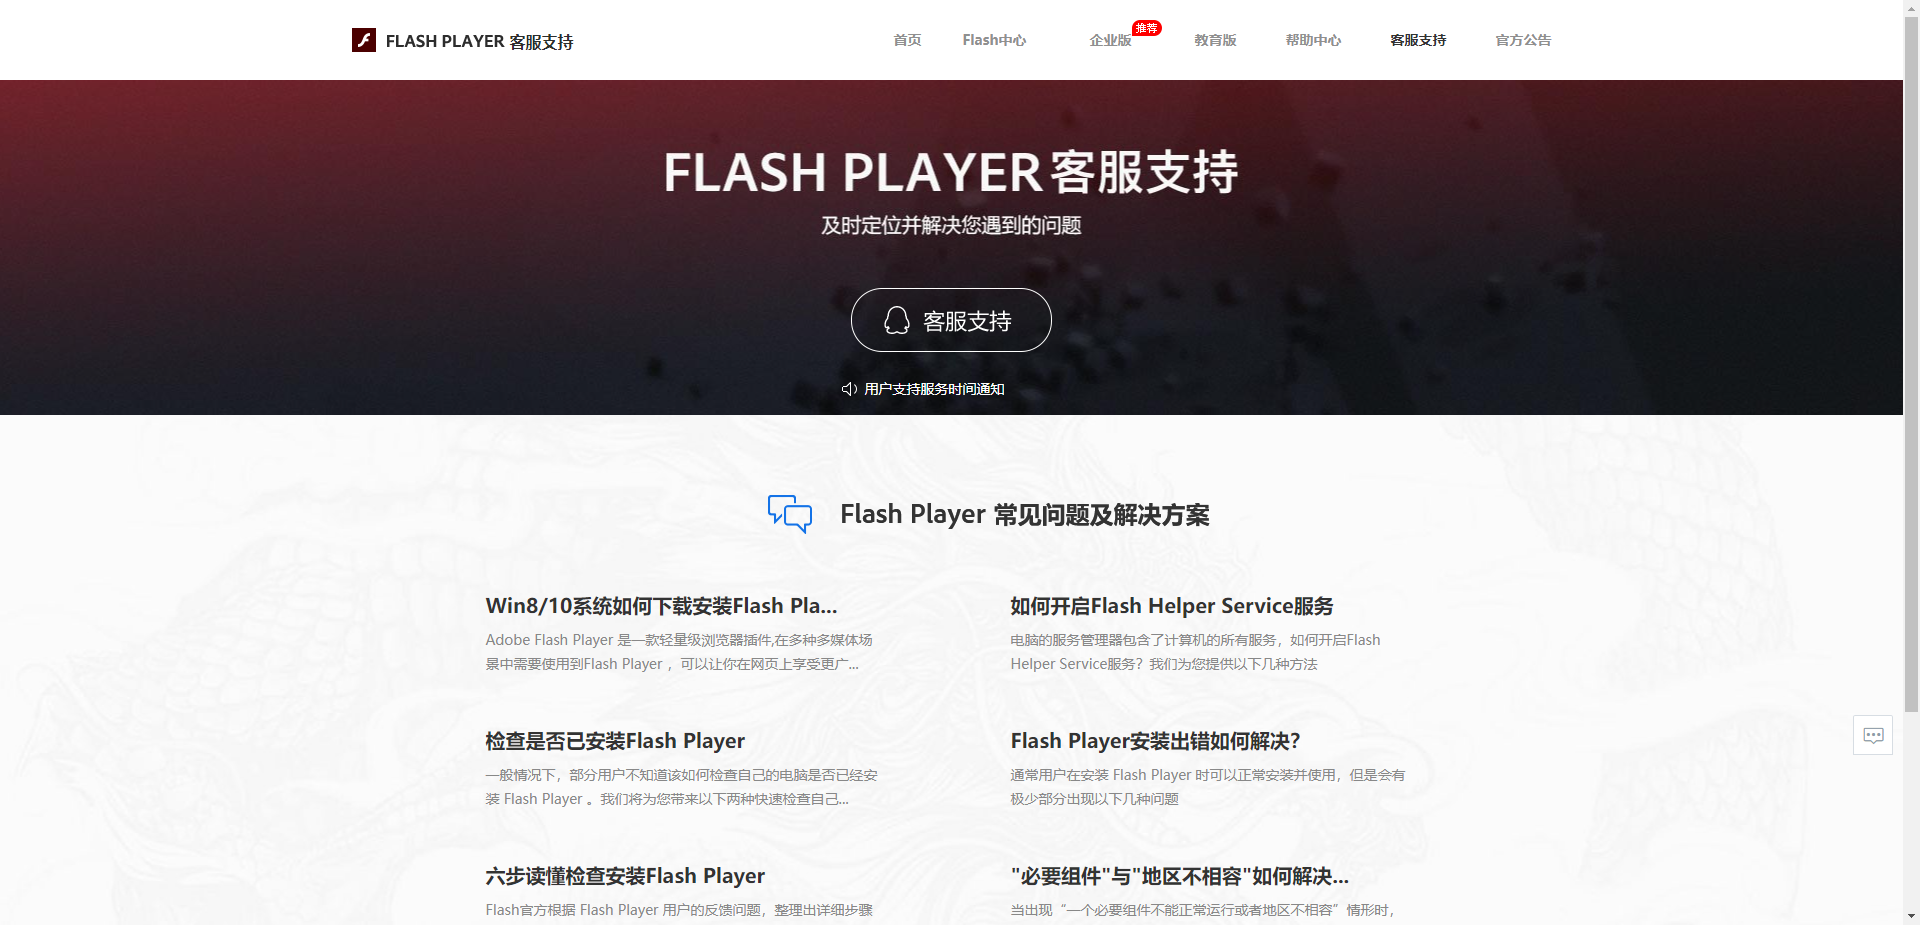 FLASH PLAYER 客服支持
首页 Flash中心 企业版 推荐 教育版 帮助中心 客服支持 官方公告
FLASH PLAYER客服支持
及时定位并解决您遇到的问题
客服支持
用户支持服务时间通知
Flash Player 常见问题及解决方案
Win8/10系统如何下载安装Flash Pla...
Adobe Flash Player 是一款轻量级浏览器插件,在多种多媒体场
景中需要使用到Flash Player ，可以让你在网页上享受更广...
如何开启Flash Helper Service服务
电脑的服务管理器包含了计算机的所有服务，如何开启Flash
Helper Service服务？我们为您提供以下几种方法
检查是否已安装Flash Player
一般情况下，部分用户不知道该如何检查自己的电脑是否已经安
装 Flash Player 。我们将为您带来以下两种快速检查自己...
Flash Player安装出错如何解决？
通常用户在安装 Flash Player 时可以正常安装并使用，但是会有
极少部分出现以下几种问题
六步读懂检查安装Flash Player
Flash官方根据 Flash Player 用户的反馈问题，整理出详细步骤
"必要组件"与"地区不相容"如何解决...
当出现“一个必要组件不能正常运行或者地区不相容”情形时，